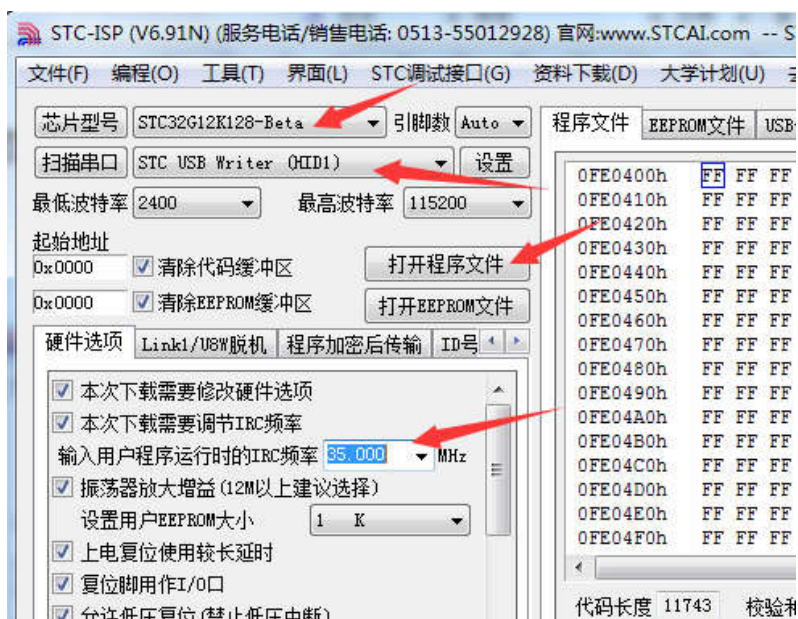 STC-ISP (V6.91N) (服务电话/销售电话: 0513-55012928) 官网:www.STCAI.com -- S
文件(F) 编程(O) 工具(T) 界面(L) STC调试接口(G) 资料下载(D) 大学计划(U)
芯片型号 STC32G12K128-Beta 引脚数 Auto
扫描串口 STC USB Writer (HID1) 设置
最低波特率 2400 最高波特率 115200
起始地址
0x0000 清除代码缓冲区 打开程序文件
0x0000 清除EEPROM缓冲区 打开EEPROM文件
硬件选项 Link1/U8W脱机 程序加密后传输 ID号
本次下载需要修改硬件选项
本次下载需要调节IRC频率
输入用户程序运行时的IRC频率 35.000 MHz
振荡器放大增益(12M以上建议选择)
设置用户EEPROM大小 1 K
上电复位使用较长延时
复位脚用作I/O口
允许低压复位(禁止低压中断)
程序文件 EEPROM文件 USB
0FE0400h FF FF FF
0FE0410h FF FF FF
0FE0420h FF FF FF
0FE0430h FF FF FF
0FE0440h FF FF FF
0FE0450h FF FF FF
0FE0460h FF FF FF
0FE0470h FF FF FF
0FE0480h FF FF FF
0FE0490h FF FF FF
0FE04A0h FF FF FF
0FE04B0h FF FF FF
0FE04C0h FF FF FF
0FE04D0h FF FF FF
0FE04E0h FF FF FF
0FE04F0h FF FF FF
代码长度 11743 校验和